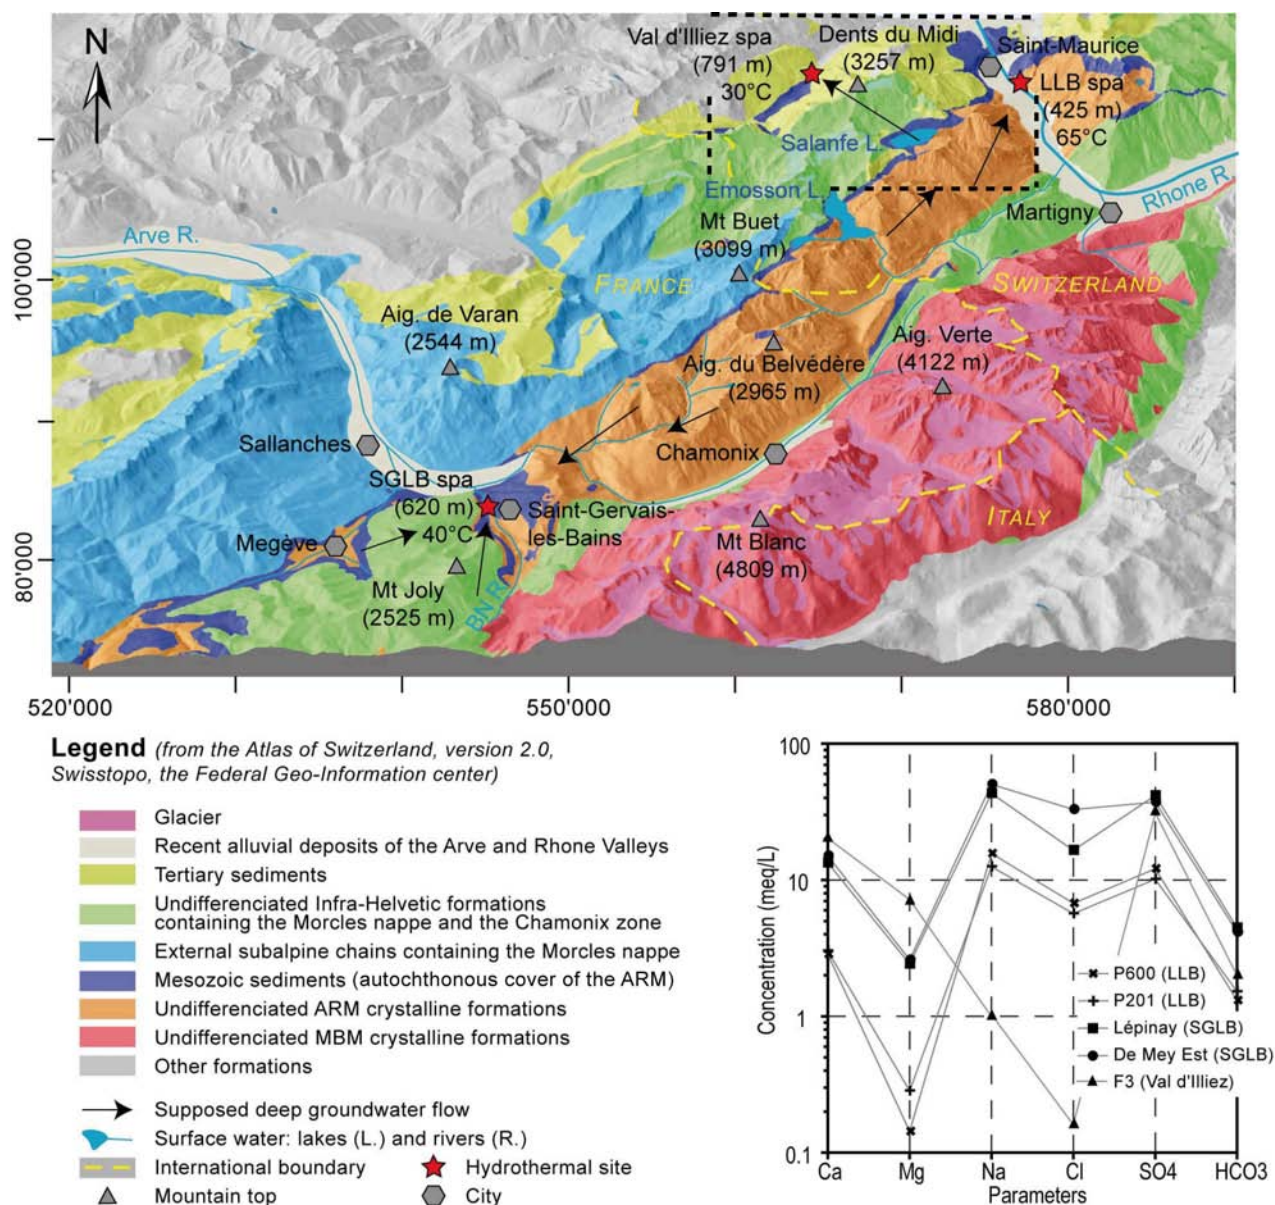 N
Val d'Illiez spa
(791 m)
30°C
Dents du Midi
(3257 m)
Saint-Maurice
LLB spa
(425 m)
65°C
Salanfe L.
Emosson L.
Mt Buet
(3099 m)
Martigny
Rhone R.
Arve R.
FRANCE
SWITZERLAND
Aig. de Varan
(2544 m)
Aig. du Belvédère
(2965 m)
Aig. Verte
(4122 m)
Sallanches
Chamonix
SGLB spa
(620 m)
40°C
Saint-Gervais-
les-Bains
Megève
Mt Joly
(2525 m)
BN R.
Mt Blanc
(4809 m)
ITALY
100'000
80'000
520'000
550'000
580'000
Legend (from the Atlas of Switzerland, version 2.0,
Swisstopo, the Federal Geo-Information center)
Glacier
Recent alluvial deposits of the Arve and Rhone Valleys
Tertiary sediments
Undifferenciated Infra-Helvetic formations
containing the Morcles nappe and the Chamonix zone
External subalpine chains containing the Morcles nappe
Mesozoic sediments (autochthonous cover of the ARM)
Undifferenciated ARM crystalline formations
Undifferenciated MBM crystalline formations
Other formations
Supposed deep groundwater flow
Surface water: lakes (L.) and rivers (R.)
International boundary
Hydrothermal site
Mountain top
City
Concentration (meq/L)
100
10
1
0.1
P600 (LLB)
P201 (LLB)
Lépinay (SGLB)
De Mey Est (SGLB)
F3 (Val d'Illiez)
Ca
Mg
Na
Cl
SO4
HCO3
Parameters